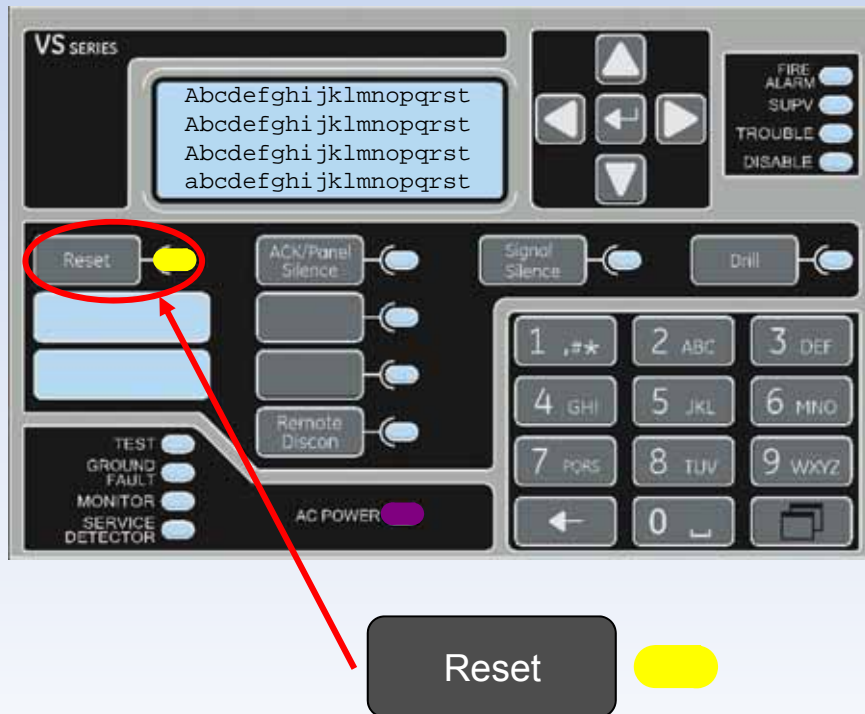 VS SERIES
Abcdefghijklmnopqrst
Abcdefghijklmnopqrst
Abcdefghijklmnopqrst
abcdefghijklmnopqrst
FIRE
ALARM
SUPV
TROUBLE
DISABLE
Reset
ACK/Panel
Silence
Signal
Silence
Drill
Remote
Discon
1 ,#*
2 ABC
3 DEF
4 GHI
5 JKL
6 MNO
7 PQRS
8 TUV
9 WXYZ
0
TEST
GROUND
FAULT
MONITOR
SERVICE
DETECTOR
AC POWER
Reset